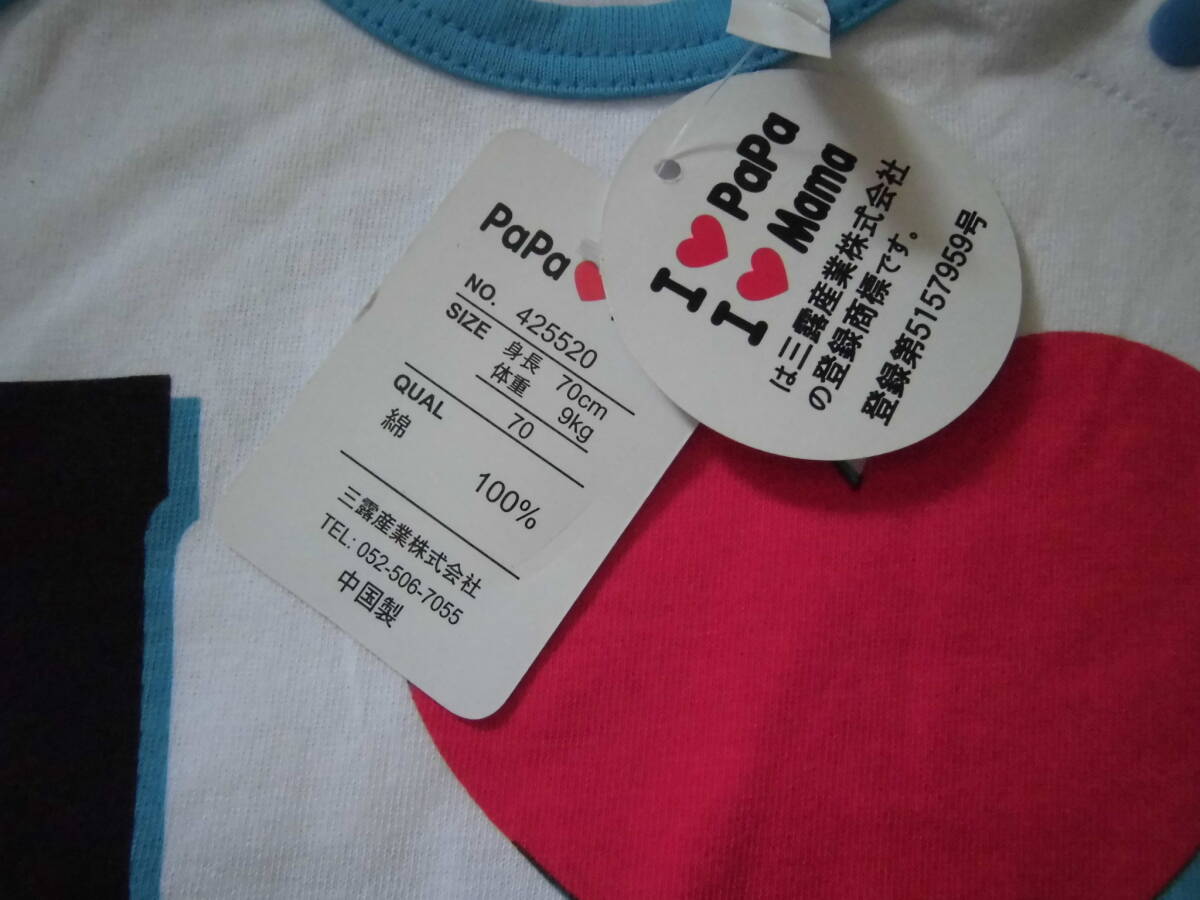 PaPa
NO. 425520
SIZE 身長 70cm
体重 9kg
70
QUAL
綿 100%
三露産業株式会社
TEL: 052-506-7055
中国製
I ♥ PaPa
I ♥ Mama
は三露産業株式会社
の登録商標です。
登録第5157959号